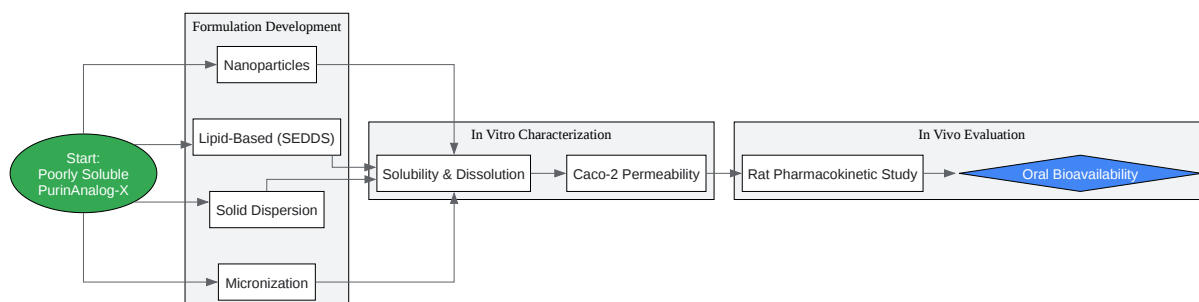 Formulation Development
Nanoparticles
Lipid-Based (SEDDS)
Solid Dispersion
Micronization
Start:
Poorly Soluble
PurinAnalog-X
In Vitro Characterization
Solubility & Dissolution
Caco-2 Permeability
In Vivo Evaluation
Rat Pharmacokinetic Study
Oral Bioavailability